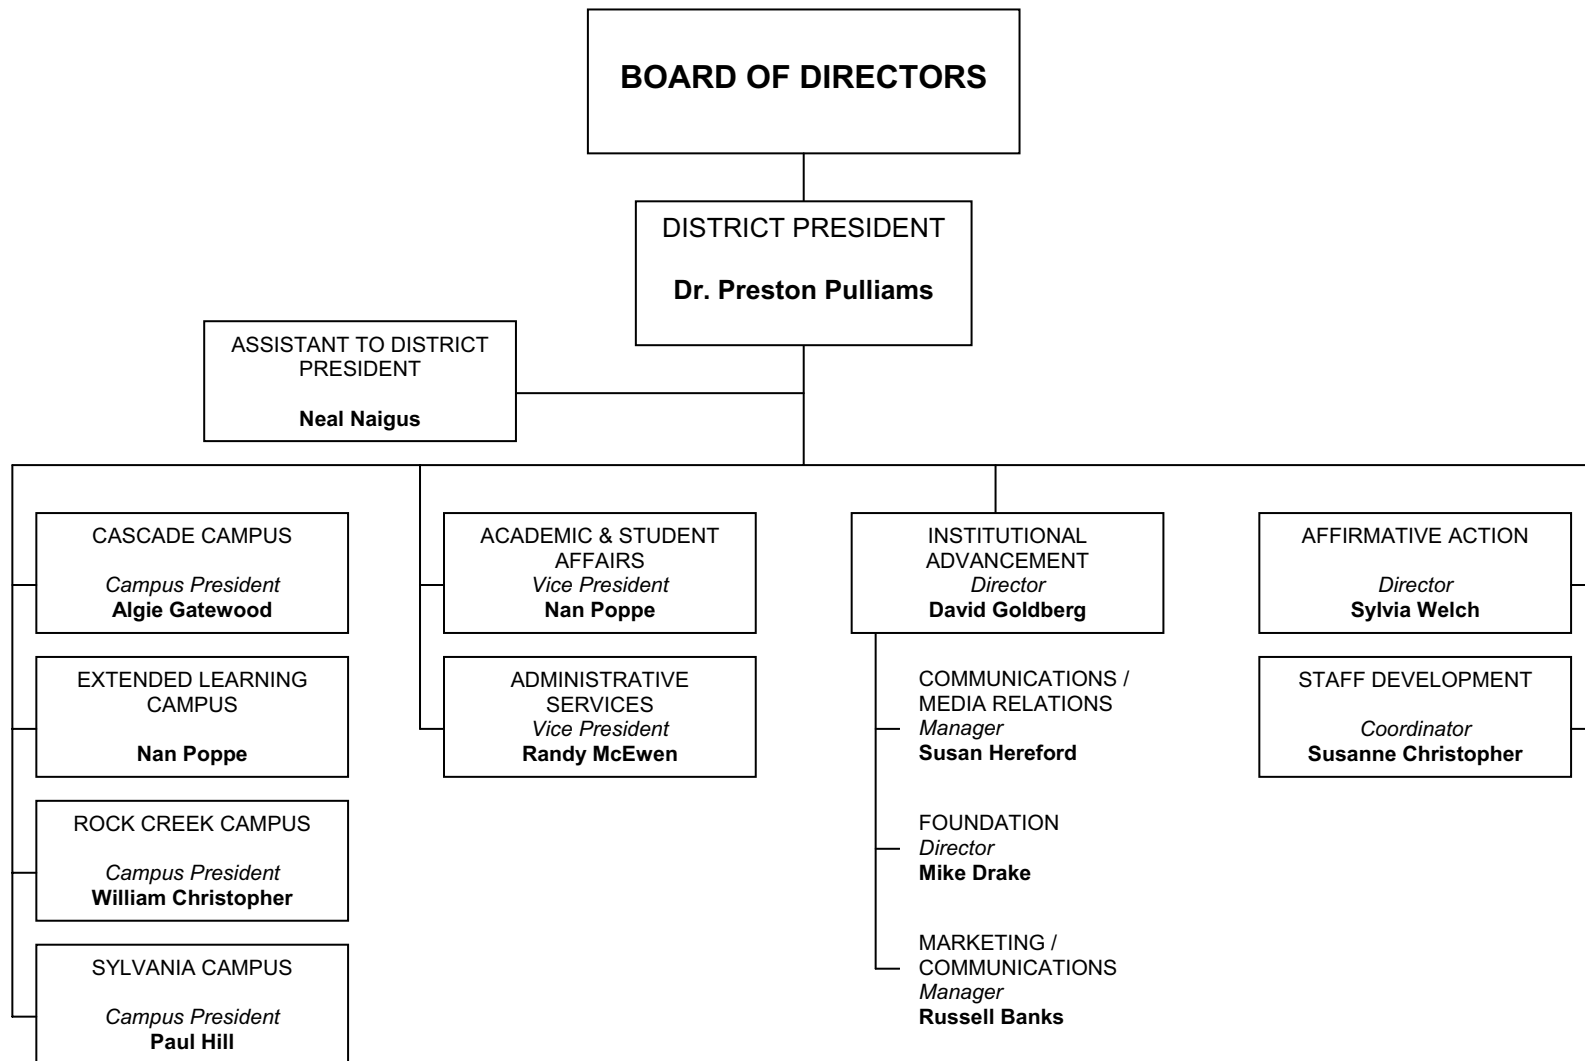 BOARD OF DIRECTORS
DISTRICT PRESIDENT
Dr. Preston Pulliams
ASSISTANT TO DISTRICT
PRESIDENT
Neal Naigus
CASCADE CAMPUS
Campus President
Algie Gatewood
EXTENDED LEARNING
CAMPUS
Nan Poppe
ROCK CREEK CAMPUS
Campus President
William Christopher
SYLVANIA CAMPUS
Campus President
Paul Hill
ACADEMIC & STUDENT
AFFAIRS
Vice President
Nan Poppe
ADMINISTRATIVE
SERVICES
Vice President
Randy McEwen
INSTITUTIONAL
ADVANCEMENT
Director
David Goldberg
COMMUNICATIONS /
MEDIA RELATIONS
Manager
Susan Hereford
FOUNDATION
Director
Mike Drake
MARKETING /
COMMUNICATIONS
Manager
Russell Banks
AFFIRMATIVE ACTION
Director
Sylvia Welch
STAFF DEVELOPMENT
Coordinator
Susanne Christopher